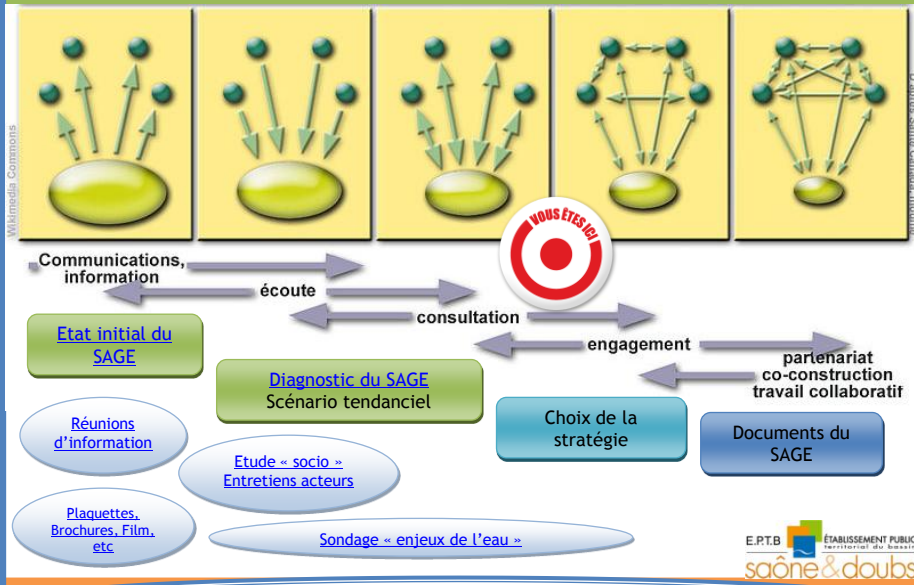 Wikimedia Commons
VOUS ÊTES ICI
Communications,
information
écoute
consultation
engagement
partenariat
co-construction
travail collaboratif
Etat initial du
SAGE
Diagnostic du SAGE
Scénario tendanciel
Choix de la
stratégie
Documents du
SAGE
Réunions
d’information
Etude « socio »
Entretiens acteurs
Plaquettes,
Brochures, Film,
etc
Sondage « enjeux de l’eau »
E.P.T.B
ÉTABLISSEMENT PUBLIC
territorial du bassin
saône&doubs